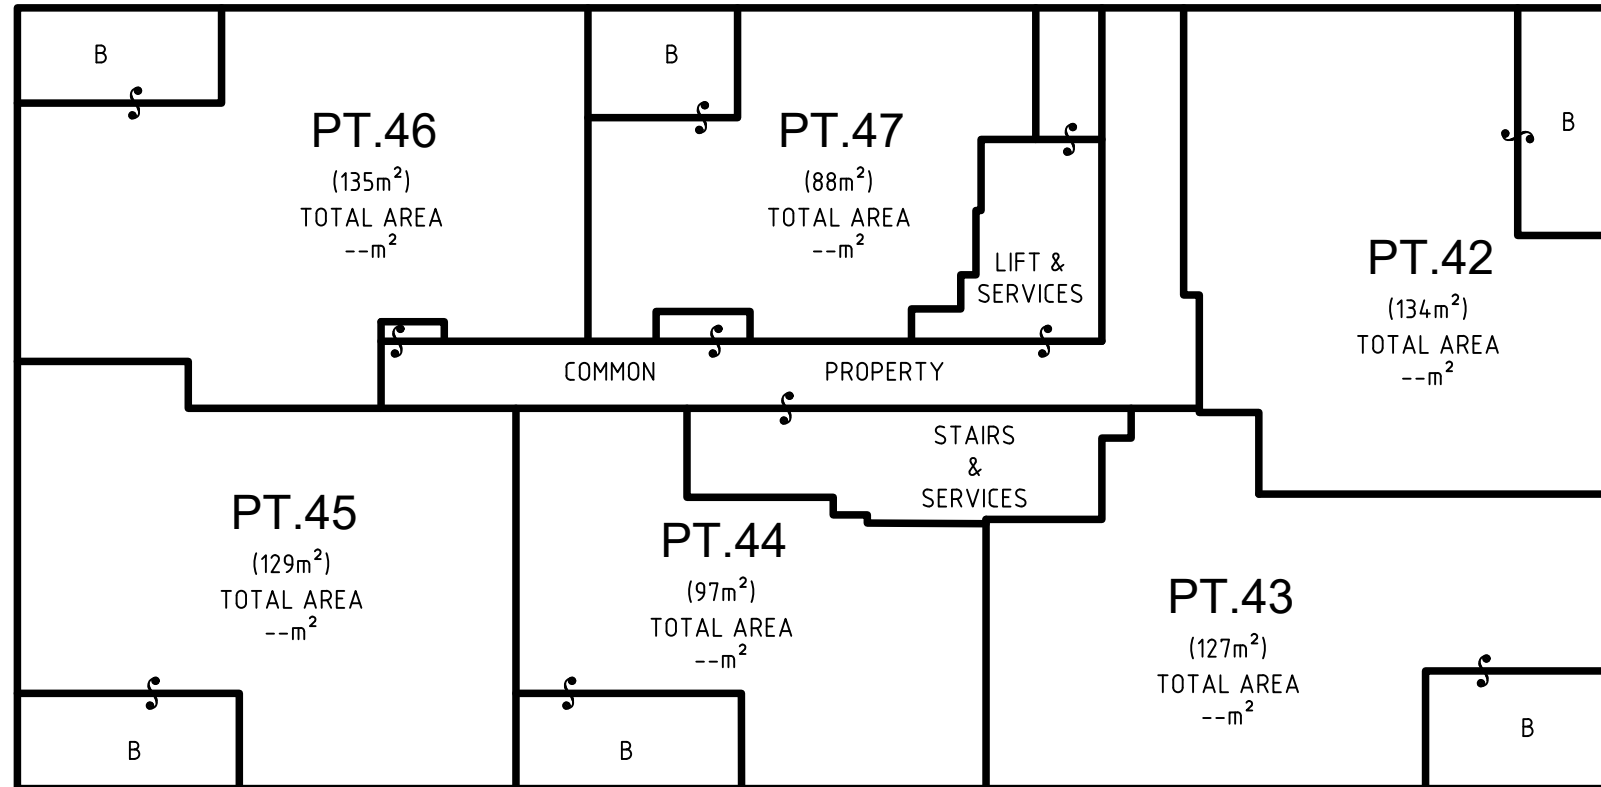 B
PT.46
(135m²)
TOTAL AREA
--m²
B
PT.47
(88m²)
TOTAL AREA
--m²
LIFT &
SERVICES
B
PT.42
(134m²)
TOTAL AREA
--m²
COMMON PROPERTY
STAIRS
&
SERVICES
PT.45
(129m²)
TOTAL AREA
--m²
B
PT.44
(97m²)
TOTAL AREA
--m²
B
PT.43
(127m²)
TOTAL AREA
--m²
B